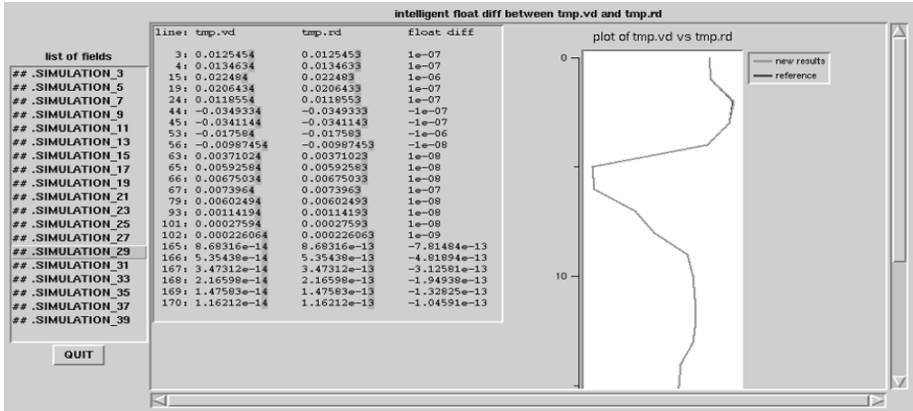 intelligent float diff between tmp.vd and tmp.rd
list of fields
## .SIMULATION_3
## .SIMULATION_5
## .SIMULATION_7
## .SIMULATION_9
## .SIMULATION_11
## .SIMULATION_13
## .SIMULATION_15
## .SIMULATION_17
## .SIMULATION_19
## .SIMULATION_21
## .SIMULATION_23
## .SIMULATION_25
## .SIMULATION_27
## .SIMULATION_29
## .SIMULATION_31
## .SIMULATION_33
## .SIMULATION_35
## .SIMULATION_37
## .SIMULATION_39
QUIT
line: tmp.vd tmp.rd float diff
3: 0.0125454 0.0125453 1e-07
4: 0.0134634 0.0134633 1e-07
15: 0.022484 0.022483 1e-06
19: 0.0206434 0.0206433 1e-07
24: 0.0118554 0.0118553 1e-07
44: -0.0349334 -0.0349333 -1e-07
45: -0.0341144 -0.0341143 -1e-07
53: -0.017584 -0.017583 -1e-06
56: -0.00987454 -0.00987453 -1e-08
63: 0.00371024 0.00371023 1e-08
65: 0.00592584 0.00592583 1e-08
66: 0.00675034 0.00675033 1e-08
67: 0.0073964 0.0073963 1e-07
79: 0.00602494 0.00602493 1e-08
93: 0.00114194 0.00114193 1e-08
101: 0.00027594 0.00027593 1e-08
102: 0.000226064 0.000226063 1e-09
165: 8.68316e-14 8.68316e-13 -7.81484e-13
166: 5.35438e-14 5.35438e-13 -4.81894e-13
167: 3.47312e-14 3.47312e-13 -3.12581e-13
168: 2.16598e-14 2.16598e-13 -1.94938e-13
169: 1.47583e-14 1.47583e-13 -1.32825e-13
170: 1.16212e-14 1.16212e-13 -1.04591e-13
plot of tmp.vd vs tmp.rd
0
10
new results
reference